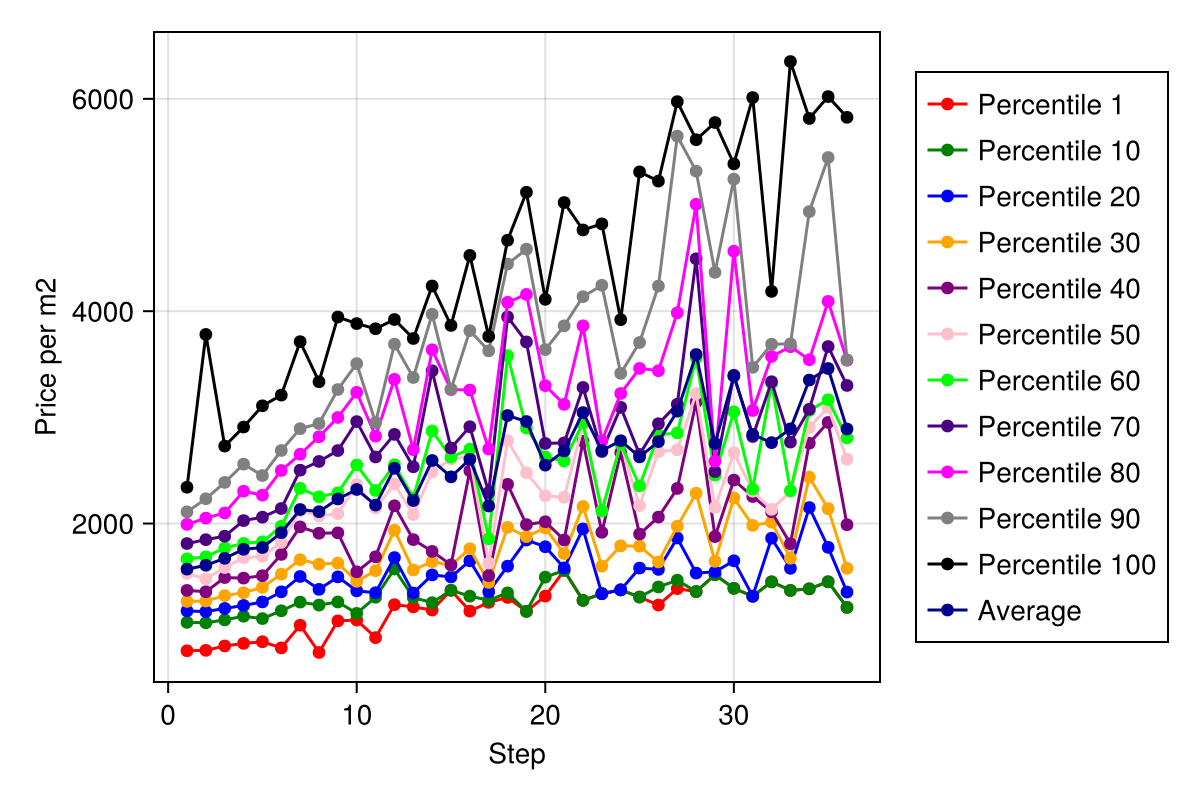 6000
4000
2000
Price per m2
0
10
20
30
Step
Percentile 1
Percentile 10
Percentile 20
Percentile 30
Percentile 40
Percentile 50
Percentile 60
Percentile 70
Percentile 80
Percentile 90
Percentile 100
Average